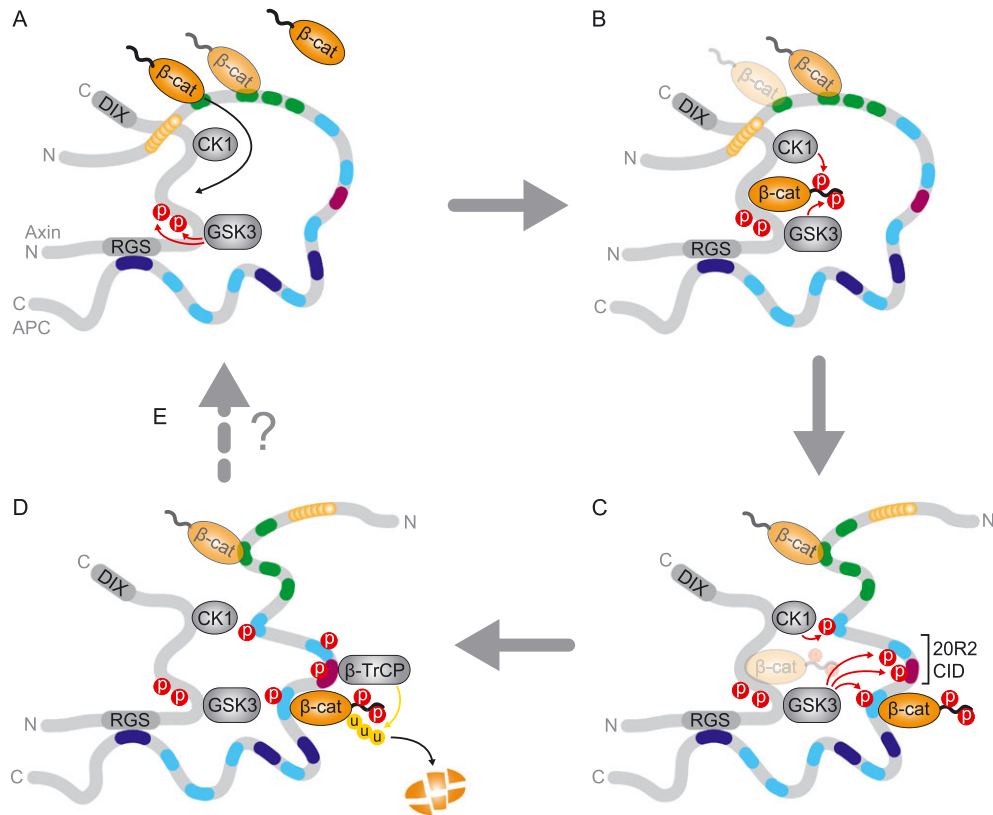 A
β-cat
β-cat
β-cat
C
DIX
CK1
N
p
p
Axin
N
RGS
GSK3
C
APC
B
β-cat
β-cat
C
DIX
CK1
N
p
β-cat
p
p
p
N
RGS
GSK3
C
E
?
D
N
β-cat
C
DIX
CK1
p
p
p
β-TrCP
p
p
p
GSK3
β-cat
p
p
N
RGS
u
u
u
C
C
N
β-cat
C
DIX
CK1
p
20R2
CID
β-cat
p
p
p
p
p
GSK3
p
β-cat
p
p
N
RGS
C